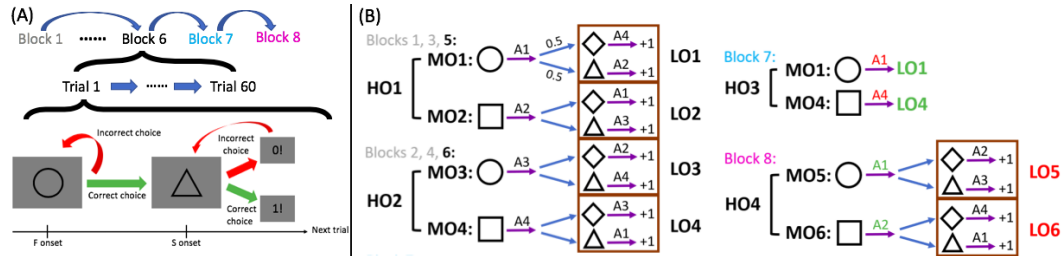 (A)
Block 1 ······ Block 6 Block 7 Block 8
Trial 1 ······ Trial 60
Incorrect choice
Correct choice
Incorrect choice
Correct choice
0!
1!
F onset
S onset
Next trial
(B)
Blocks 1, 3, 5:
HO1
MO1: A1 0.5 0.5
A4 +1
A2 +1
LO1
MO2: A2
A1 +1
A3 +1
LO2
Blocks 2, 4, 6:
HO2
MO3: A3
A2 +1
A4 +1
LO3
MO4: A4
A3 +1
A1 +1
LO4
Block 7:
HO3
MO1: A1 LO1
MO4: A4 LO4
Block 8:
HO4
MO5: A1
A2 +1
A3 +1
LO5
MO6: A2
A4 +1
A1 +1
LO6